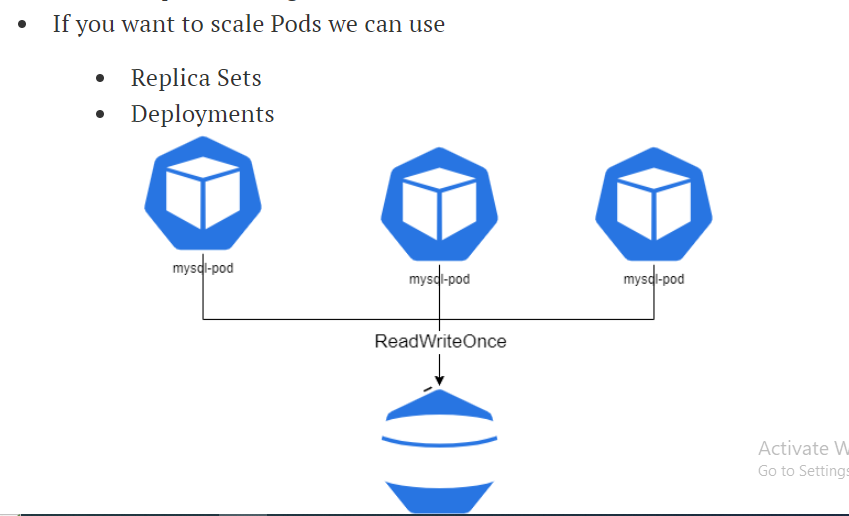 If you want to scale Pods we can use
Replica Sets
Deployments
mysql-pod
mysql-pod
mysql-pod
ReadWriteOnce
Activate W
Go to Settings